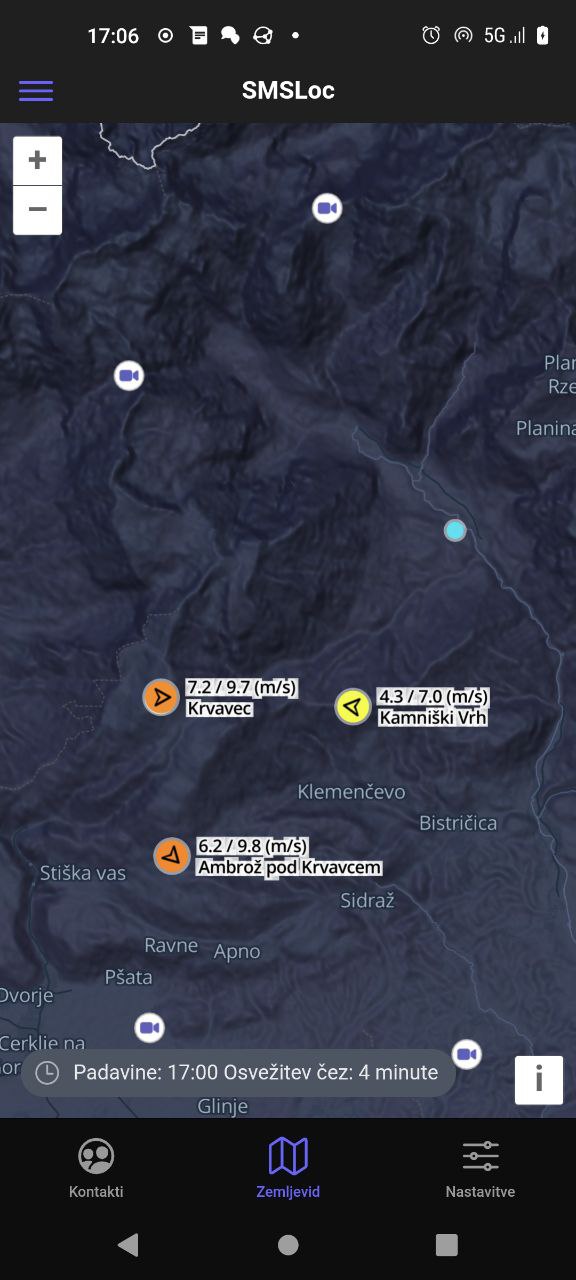 17:06
5G
SMSLoc
+
−
Plan
Rze
Planina
7.2 / 9.7 (m/s)
Krvavec
4.3 / 7.0 (m/s)
Kamniški Vrh
Klemenčevo
Bistričica
6.2 / 9.8 (m/s)
Ambrož pod Krvavcem
Stiška vas
Sidraž
Ravne
Apno
Pšata
Dvorje
Cerklje na
Padavine: 17:00 Osvežitev čez: 4 minute
i
Glinje
Kontakti
Zemljevid
Nastavitve